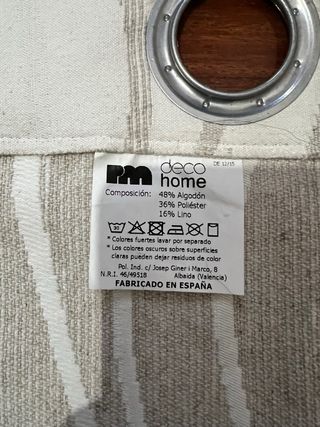 PM deco
home
Composición: 48% Algodón
36% Poliéster
16% Lino
30
* Colores fuertes lavar por separado
* Los colores oscuros sobre superficies
claras pueden dejar residuos de color
DE 12/15
Pol. Ind. c/ Josep Giner i Marco, 8
N.R.I. 46/49518 Albaida (Valencia)
FABRICADO EN ESPAÑA